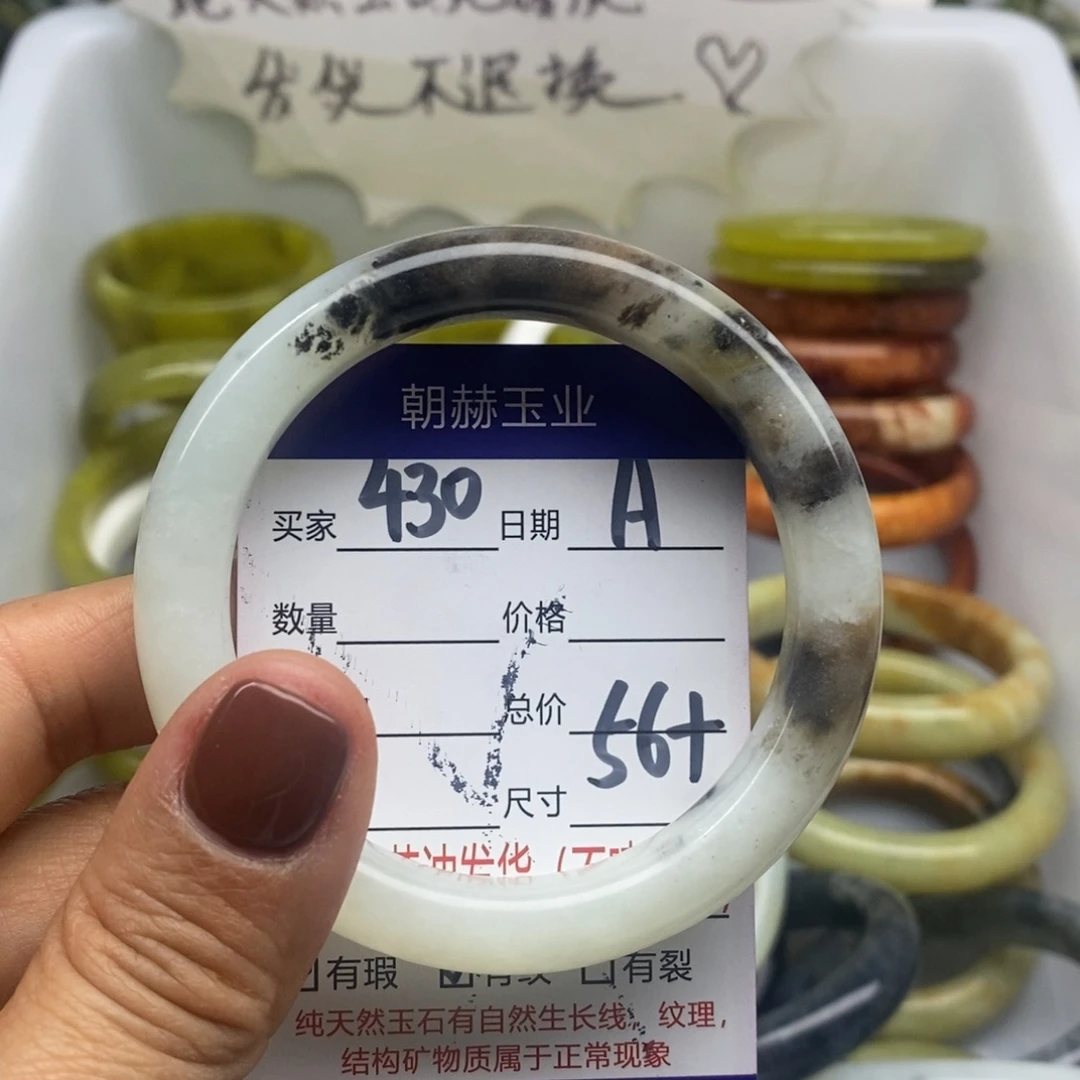 售出不退换
朝赫玉业
买家 430 日期 A
数量 价格
总价 56+
尺寸
有瑕 有纹 有裂
纯天然玉石有自然生长线、纹理，
结构矿物质属于正常现象